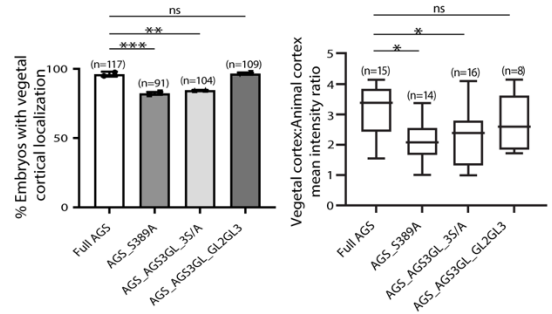 ns
**
***
(n=117)
(n=91)
(n=104)
(n=109)
100
50
0
% Embryos with vegetal
cortical localization
Full AGS
AGS_S389A
AGS_AGS3GL_3S/A
AGS_AGS3GL_GL2GL3
ns
*
*
(n=15)
(n=14)
(n=16)
(n=8)
5
4
3
2
1
0
Vegetal cortex:Animal cortex
mean intensity ratio
Full AGS
AGS_S389A
AGS_AGS3GL_3S/A
AGS_AGS3GL_GL2GL3